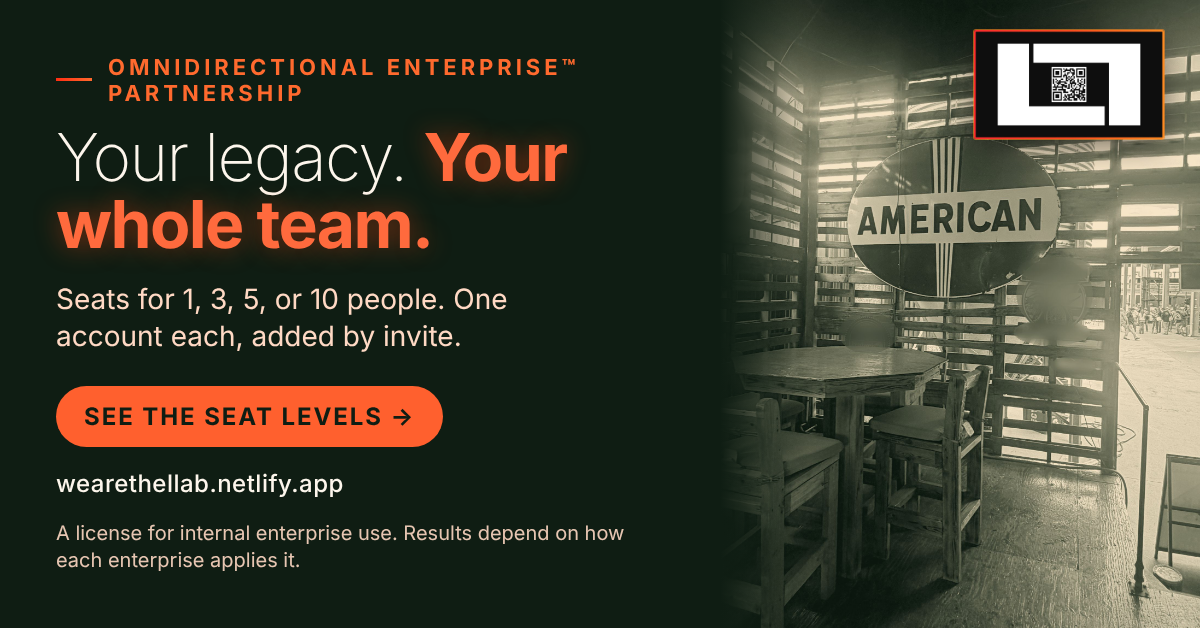 OMNIDIRECTIONAL ENTERPRISE™
PARTNERSHIP
Your legacy. Your
whole team.
Seats for 1, 3, 5, or 10 people. One
account each, added by invite.
SEE THE SEAT LEVELS →
wearethellab.netlify.app
A license for internal enterprise use. Results depend on how
each enterprise applies it.
AMERICAN